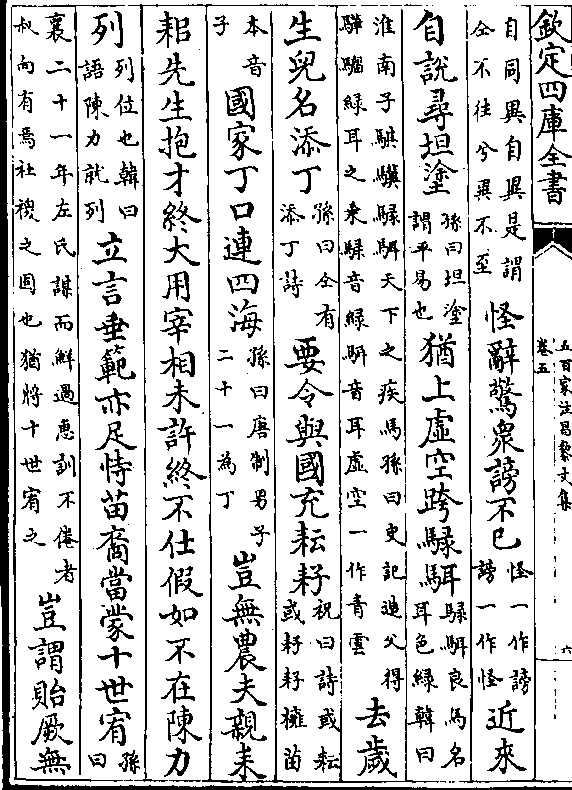 欽定四庫全書
五百家注昌黎文集
卷五
六
自同異自異是謂仝不往兮異不至怪辭驚衆謗不已怪一作謗謗一作怪近來
自說尋坦塗孫曰坦塗謂平易也猶上虛空跨騄駬騄駬良馬名耳色緑韓曰
淮南子騏驥騄駬天下之疾馬孫曰史記造父得驊騮緑耳之乘騄音緑駬音耳虛空一作青雲去歳
生兒名添丁孫曰仝有添丁詩要令與國充耘耔祝曰詩或耘或耔耔擁苗
本音子國家丁口連四海孫曰唐制男子二十一為丁豈無農夫親耒
耜先生抱才終大用宰相未許終不仕假如不在陳力
列列位也韓曰語陳力就列立言垂範亦足恃苗裔當蒙十世宥孫曰
襄二十一年左氏謀而鮮過惠訓不倦者叔向有焉社稷之固也猶將十世宥之豈謂貽厥無